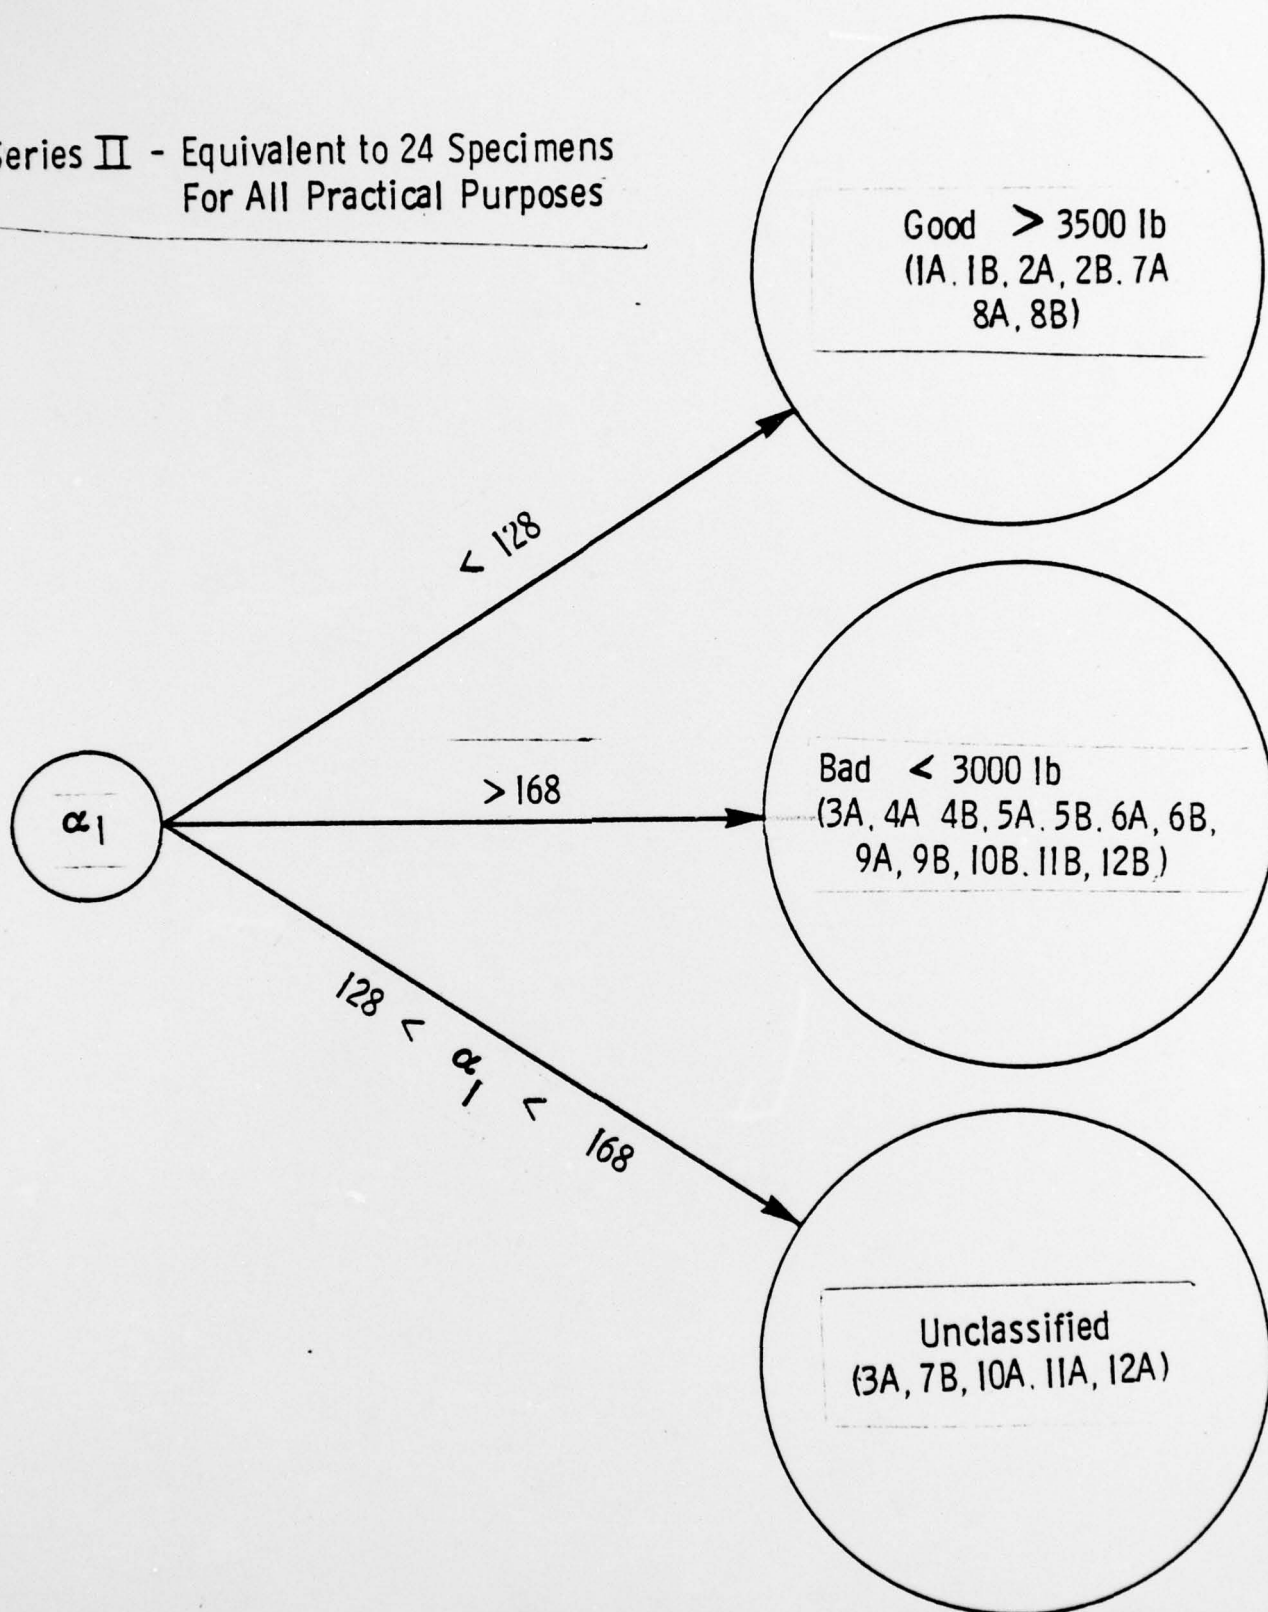 eries II - Equivalent to 24 Specimens
For All Practical Purposes
Good > 3500 lb
(1A. 1B, 2A, 2B. 7A
8A, 8B)
< 128
α1
> 168
Bad < 3000 lb
(3A, 4A 4B, 5A. 5B. 6A, 6B,
9A, 9B, 10B. 11B, 12B)
128 < α1 < 168
Unclassified
(3A, 7B, 10A. 11A, 12A)